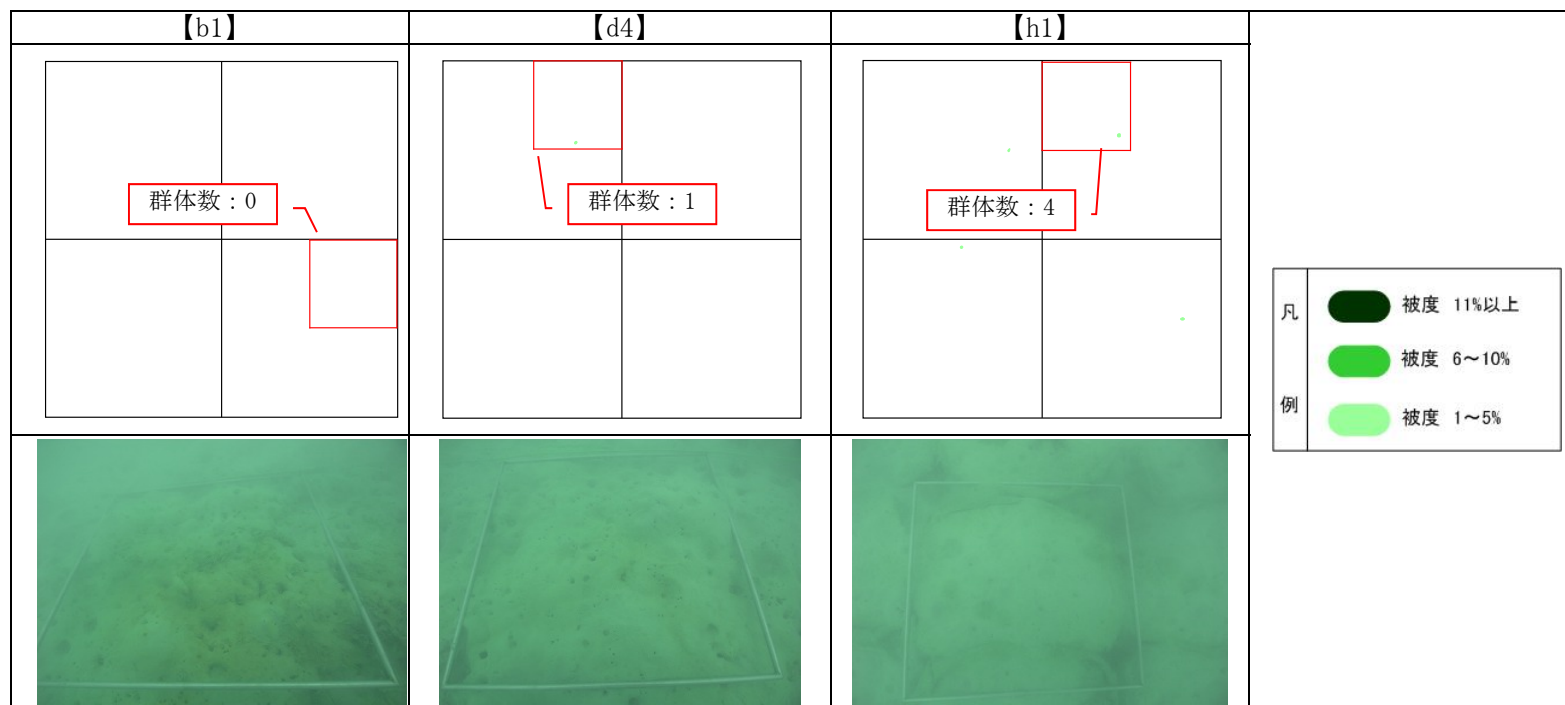 【b1】
【d4】
【h1】
群体数：0
群体数：1
群体数：4
凡例
被度 11%以上
被度 6～10%
被度 1～5%